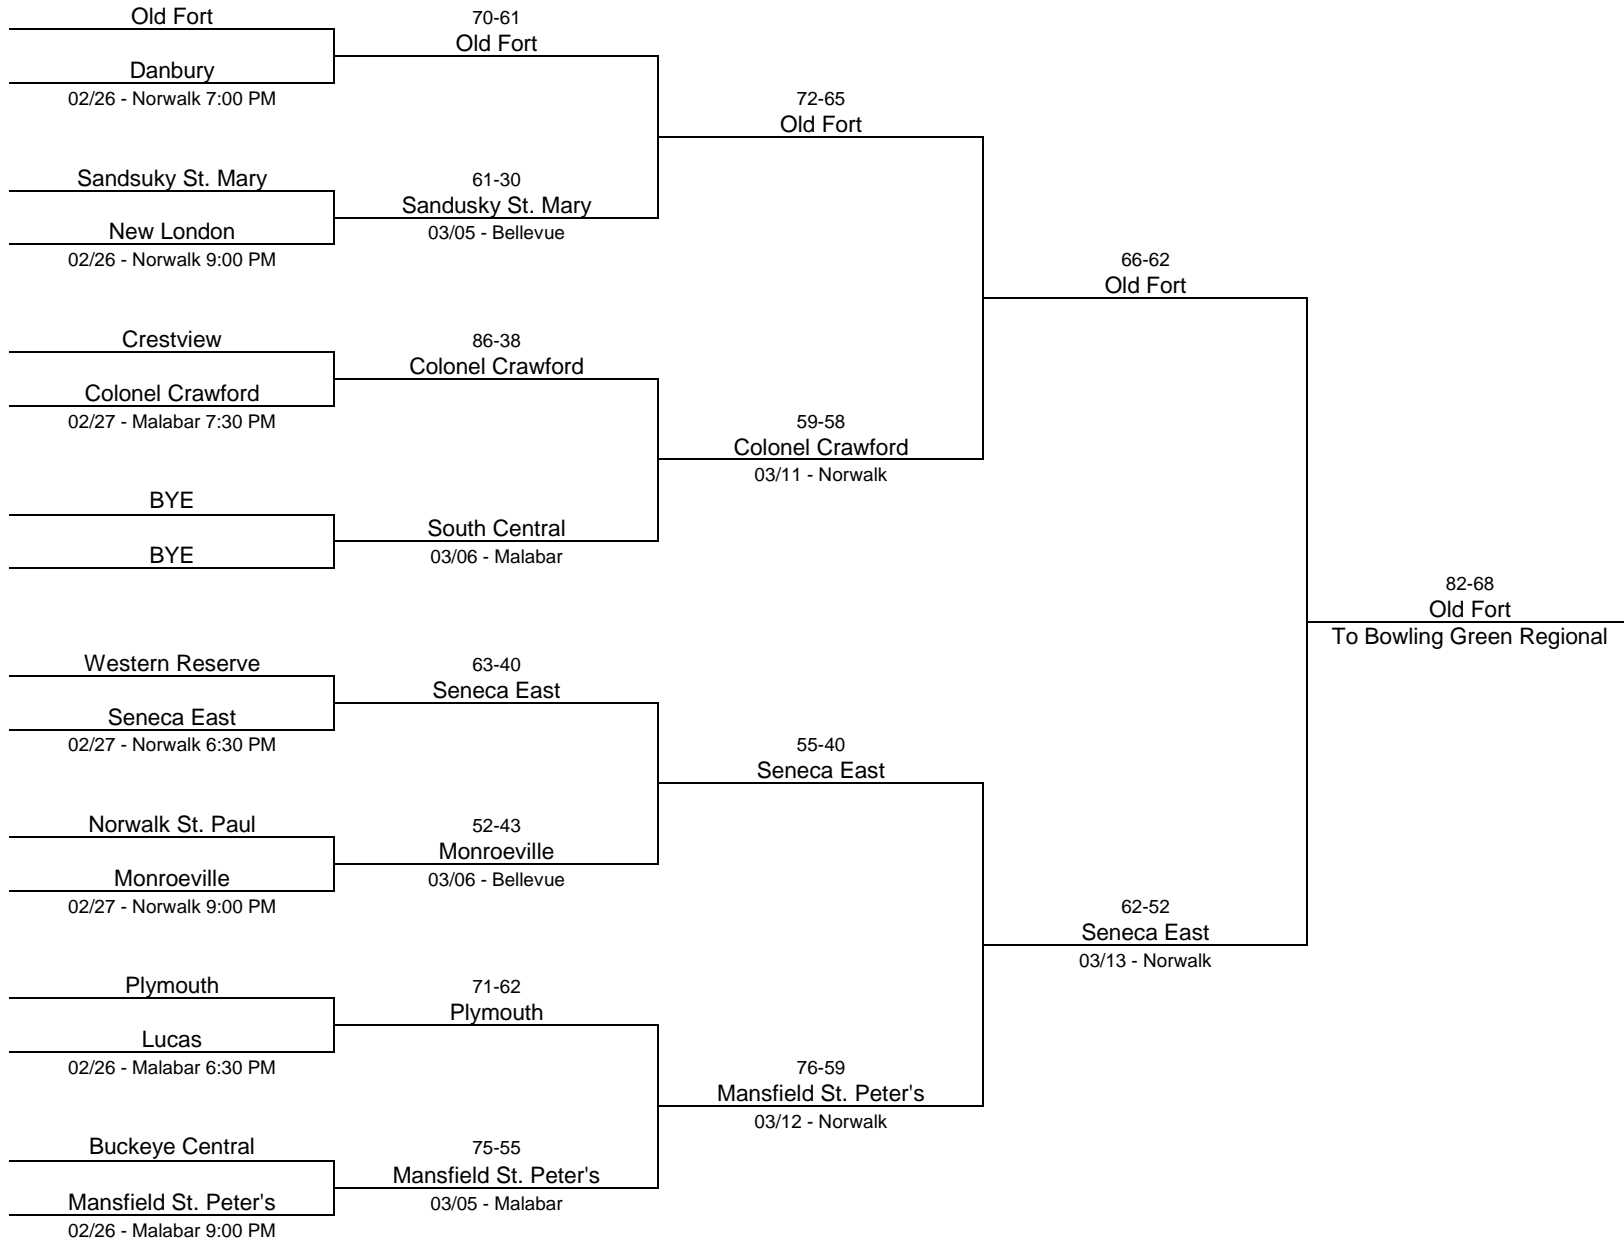 Old Fort
Danbury
02/26 - Norwalk 7:00 PM
Sandsuky St. Mary
New London
02/26 - Norwalk 9:00 PM
Crestview
Colonel Crawford
02/27 - Malabar 7:30 PM
BYE
BYE
Western Reserve
Seneca East
02/27 - Norwalk 6:30 PM
Norwalk St. Paul
Monroeville
02/27 - Norwalk 9:00 PM
Plymouth
Lucas
02/26 - Malabar 6:30 PM
Buckeye Central
Mansfield St. Peter's
02/26 - Malabar 9:00 PM
70-61
Old Fort
61-30
Sandusky St. Mary
03/05 - Bellevue
86-38
Colonel Crawford
South Central
03/06 - Malabar
63-40
Seneca East
52-43
Monroeville
03/06 - Bellevue
71-62
Plymouth
75-55
Mansfield St. Peter's
03/05 - Malabar
72-65
Old Fort
59-58
Colonel Crawford
03/11 - Norwalk
55-40
Seneca East
76-59
Mansfield St. Peter's
03/12 - Norwalk
66-62
Old Fort
62-52
Seneca East
03/13 - Norwalk
82-68
Old Fort
To Bowling Green Regional